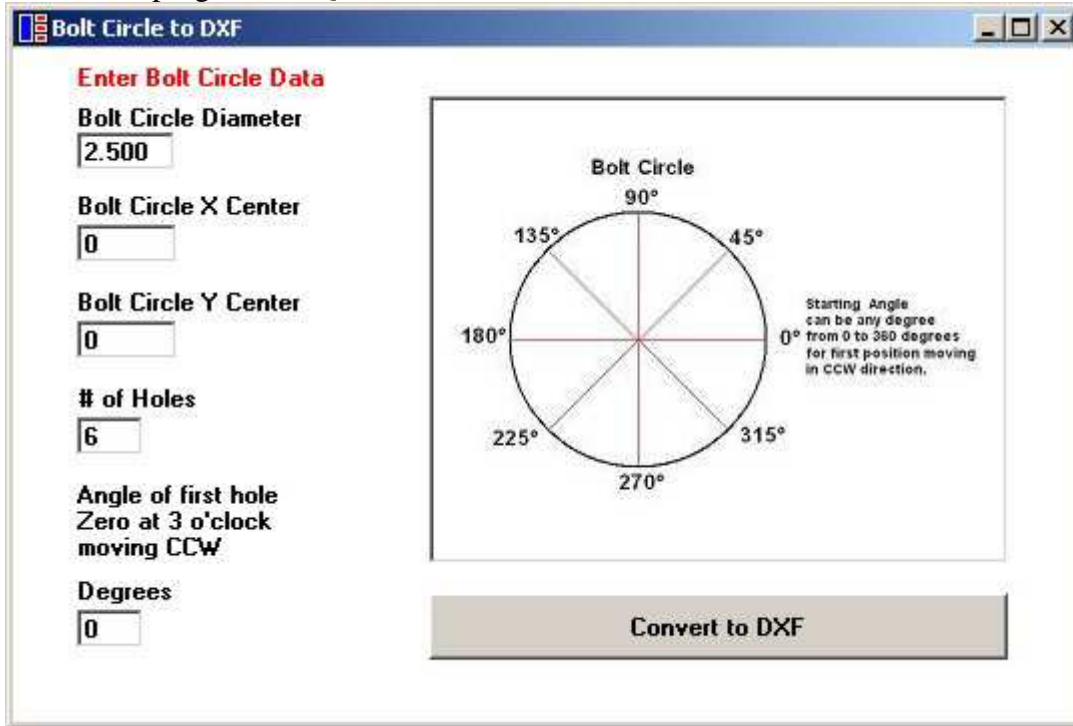 Bolt Circle to DXF
Enter Bolt Circle Data
Bolt Circle Diameter
2.500
Bolt Circle X Center
0
Bolt Circle Y Center
0
# of Holes
6
Angle of first hole
Zero at 3 o'clock
moving CCW
Degrees
0
Bolt Circle
90°
135°
45°
180°
0°
225°
315°
270°
Starting Angle
can be any degree
from 0 to 360 degrees
for first position moving
in CCW direction.
Convert to DXF